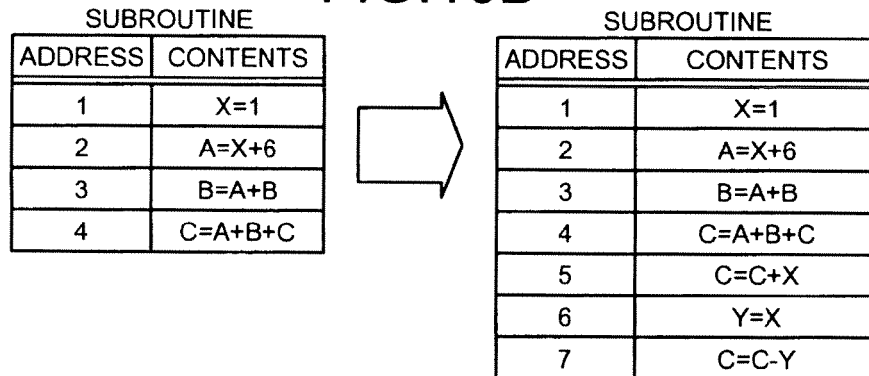 SUBROUTINE
ADDRESS CONTENTS
1 X=1
2 A=X+6
3 B=A+B
4 C=A+B+C
SUBROUTINE
ADDRESS CONTENTS
1 X=1
2 A=X+6
3 B=A+B
4 C=A+B+C
5 C=C+X
6 Y=X
7 C=C-Y